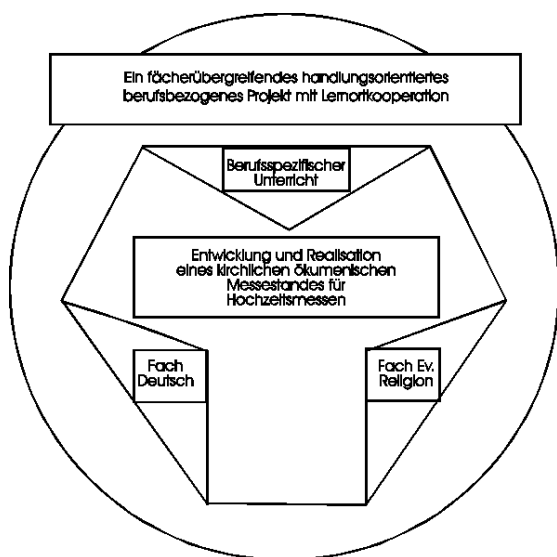 Ein fächerübergreifendes handlungsorientiertes
berufsbezogenes Projekt mit Lernortkooperation
Berufsspezifischer
Unterricht
Entwicklung und Realisation
eines kirchlichen ökumenischen
Messestandes für
Hochzeitsmessen
Fach
Deutsch
Fach Ev.
Religion